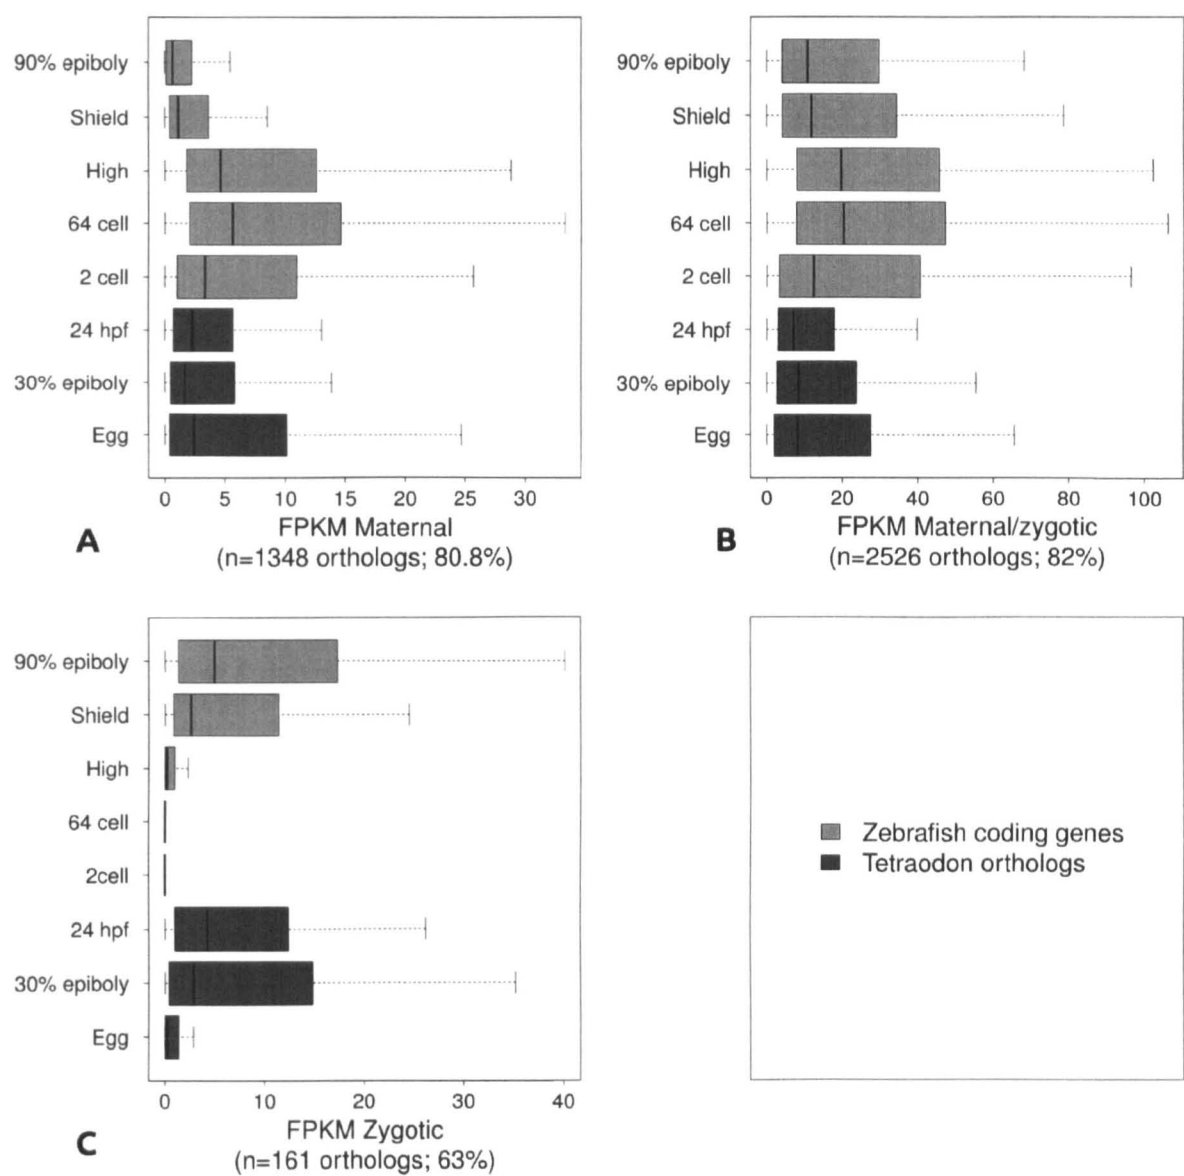 90% epiboly
Shield
High
64 cell
2 cell
24 hpf
30% epiboly
Egg
0 5 10 15 20 25 30
FPKM Maternal
(n=1348 orthologs; 80.8%)
A
90% epiboly
Shield
High
64 cell
2 cell
24 hpf
30% epiboly
Egg
0 20 40 60 80 100
FPKM Maternal/zygotic
(n=2526 orthologs; 82%)
B
90% epiboly
Shield
High
64 cell
2cell
24 hpf
30% epiboly
Egg
0 10 20 30 40
FPKM Zygotic
(n=161 orthologs; 63%)
C
Zebrafish coding genes
Tetraodon orthologs